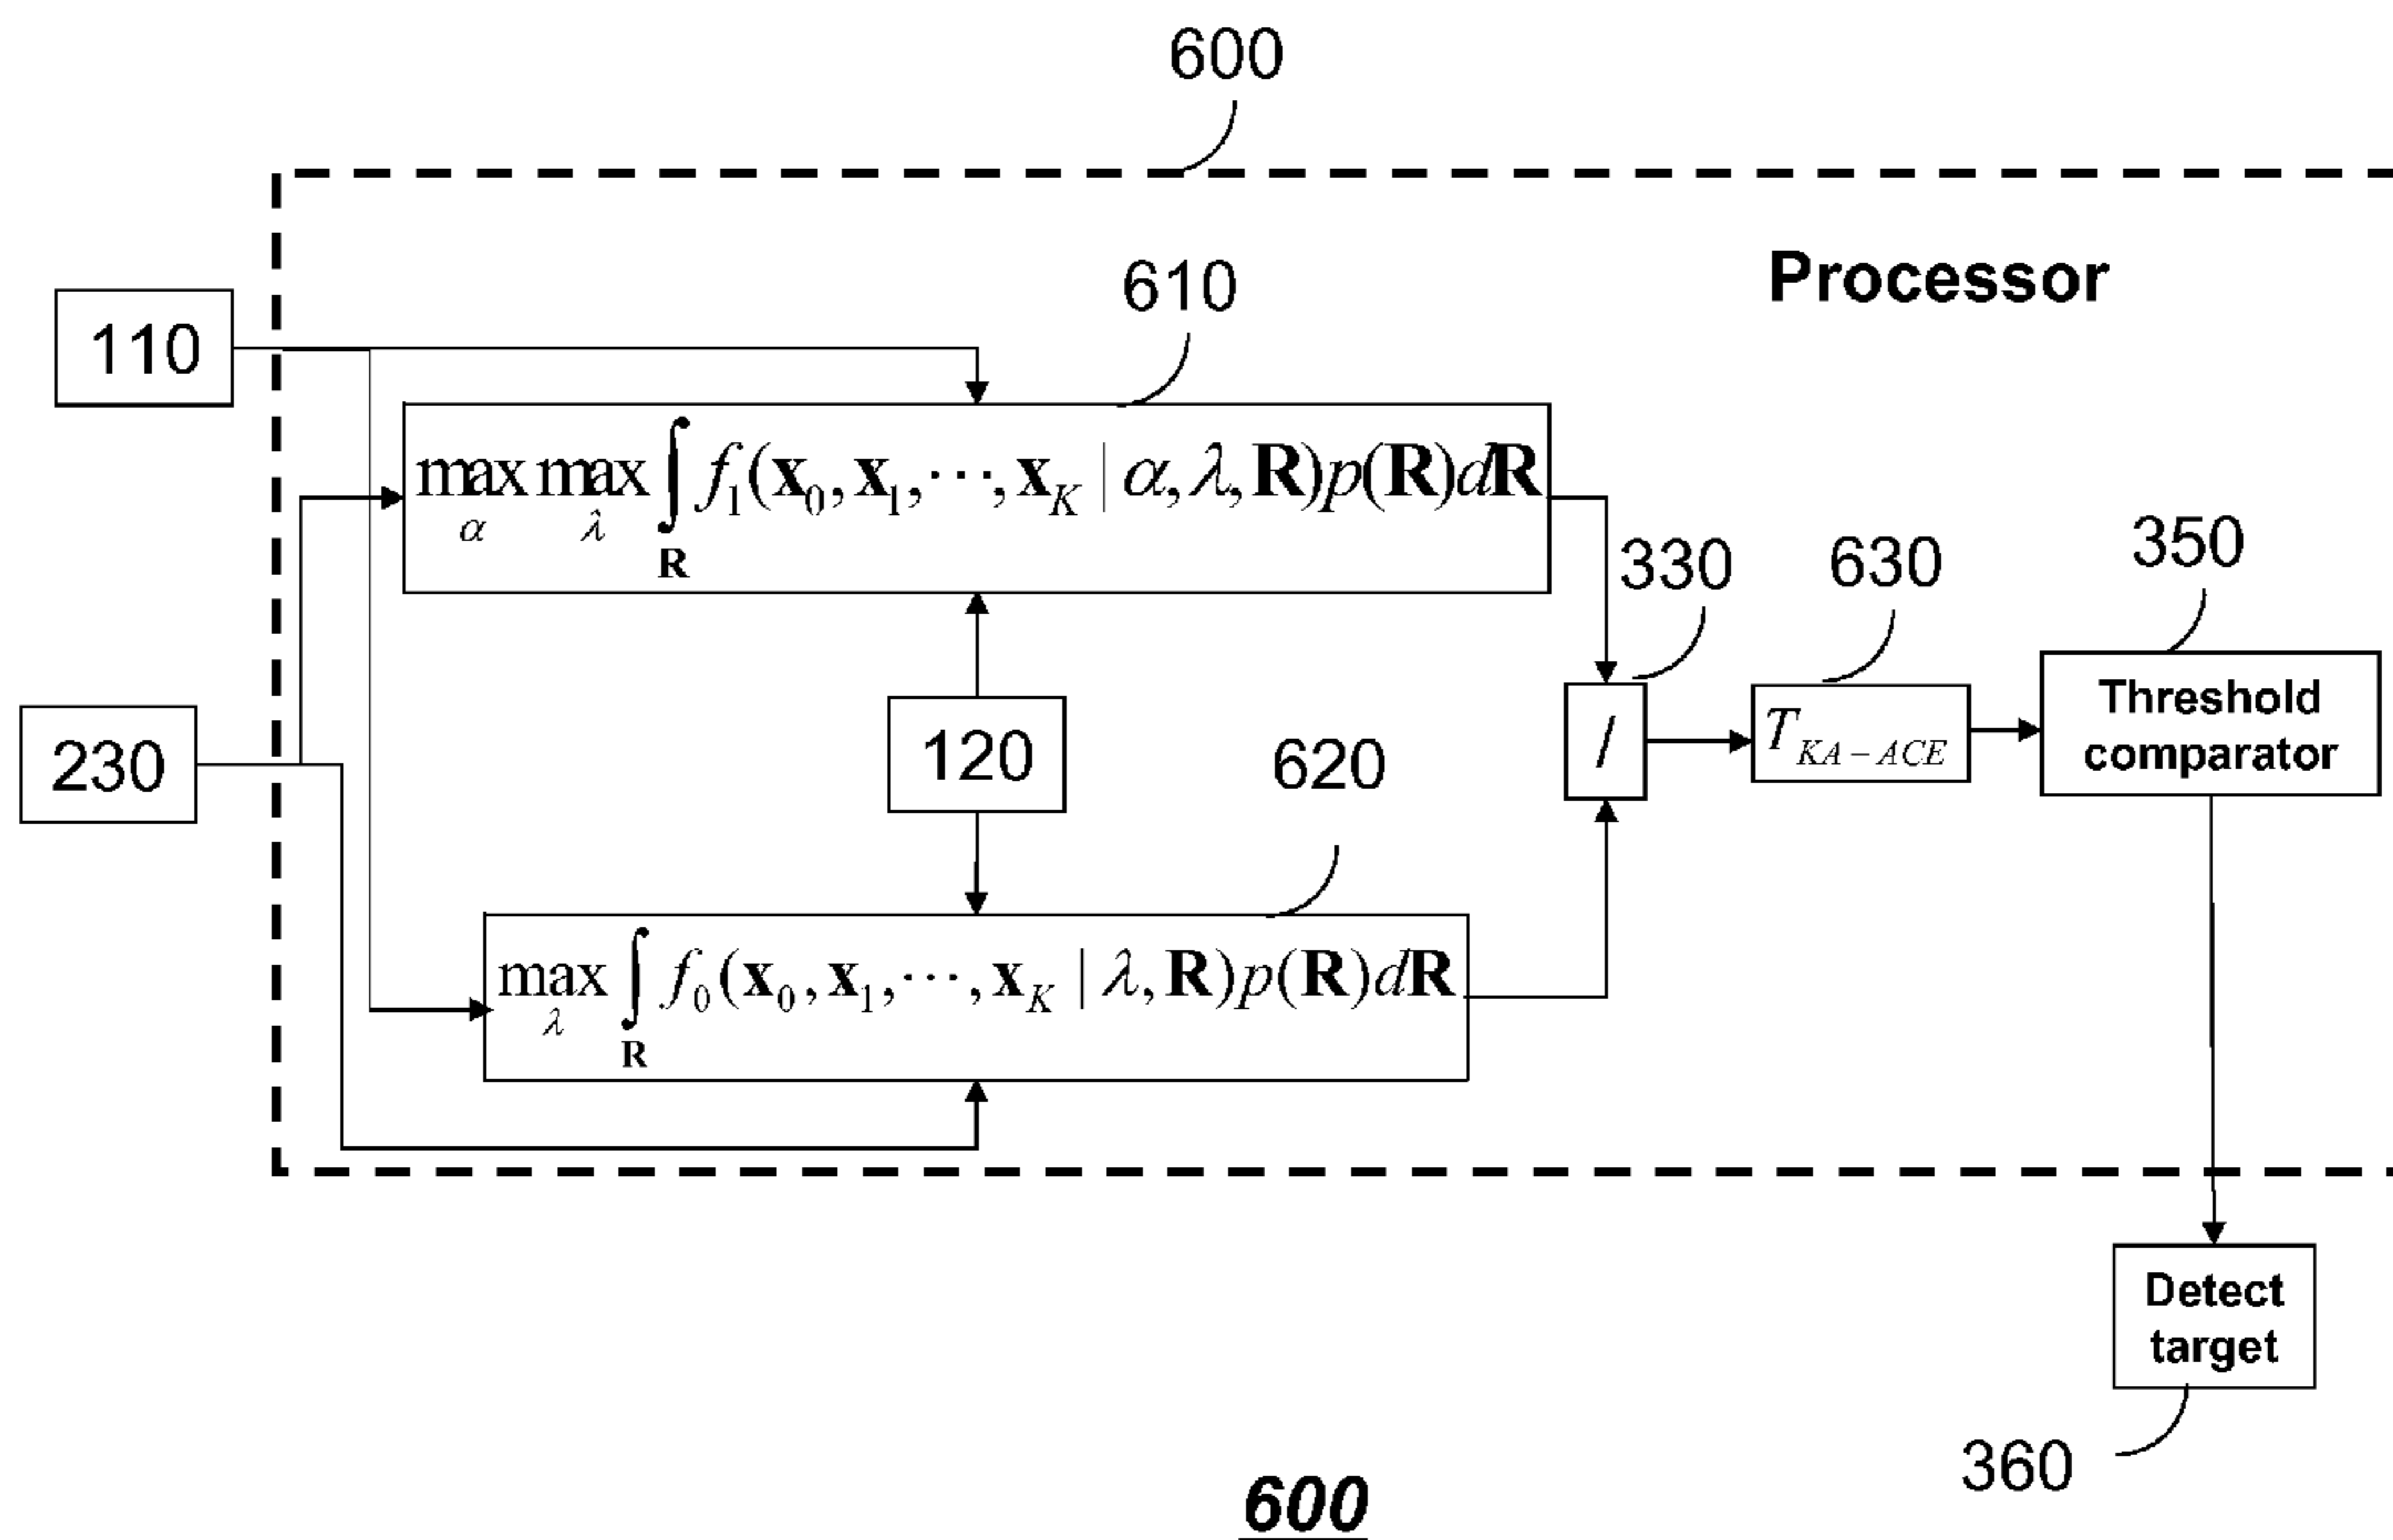 600
Processor
610
110
max max ∫ f₁(x₀, x₁, ⋯, x_K | α, λ, R)p(R)dR
α λ R
330
630
350
230
120
620
/
T_KA−ACE
Threshold
comparator
max ∫ f₀(x₀, x₁, ⋯, x_K | λ, R)p(R)dR
λ R
Detect
target
360
600